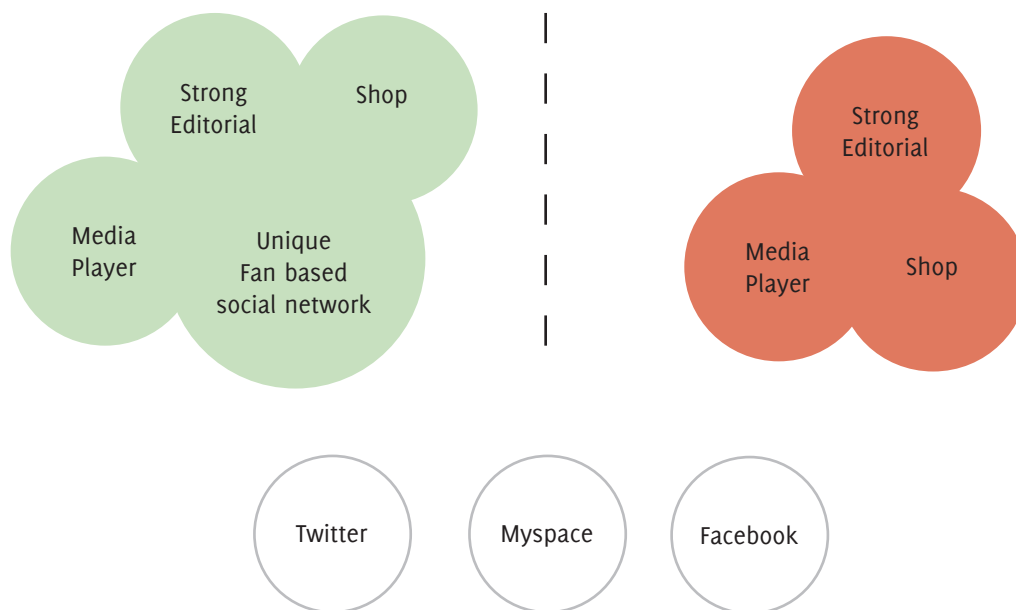 Strong
Editorial
Shop
Media
Player
Unique
Fan based
social network
Strong
Editorial
Media
Player
Shop
Twitter
Myspace
Facebook